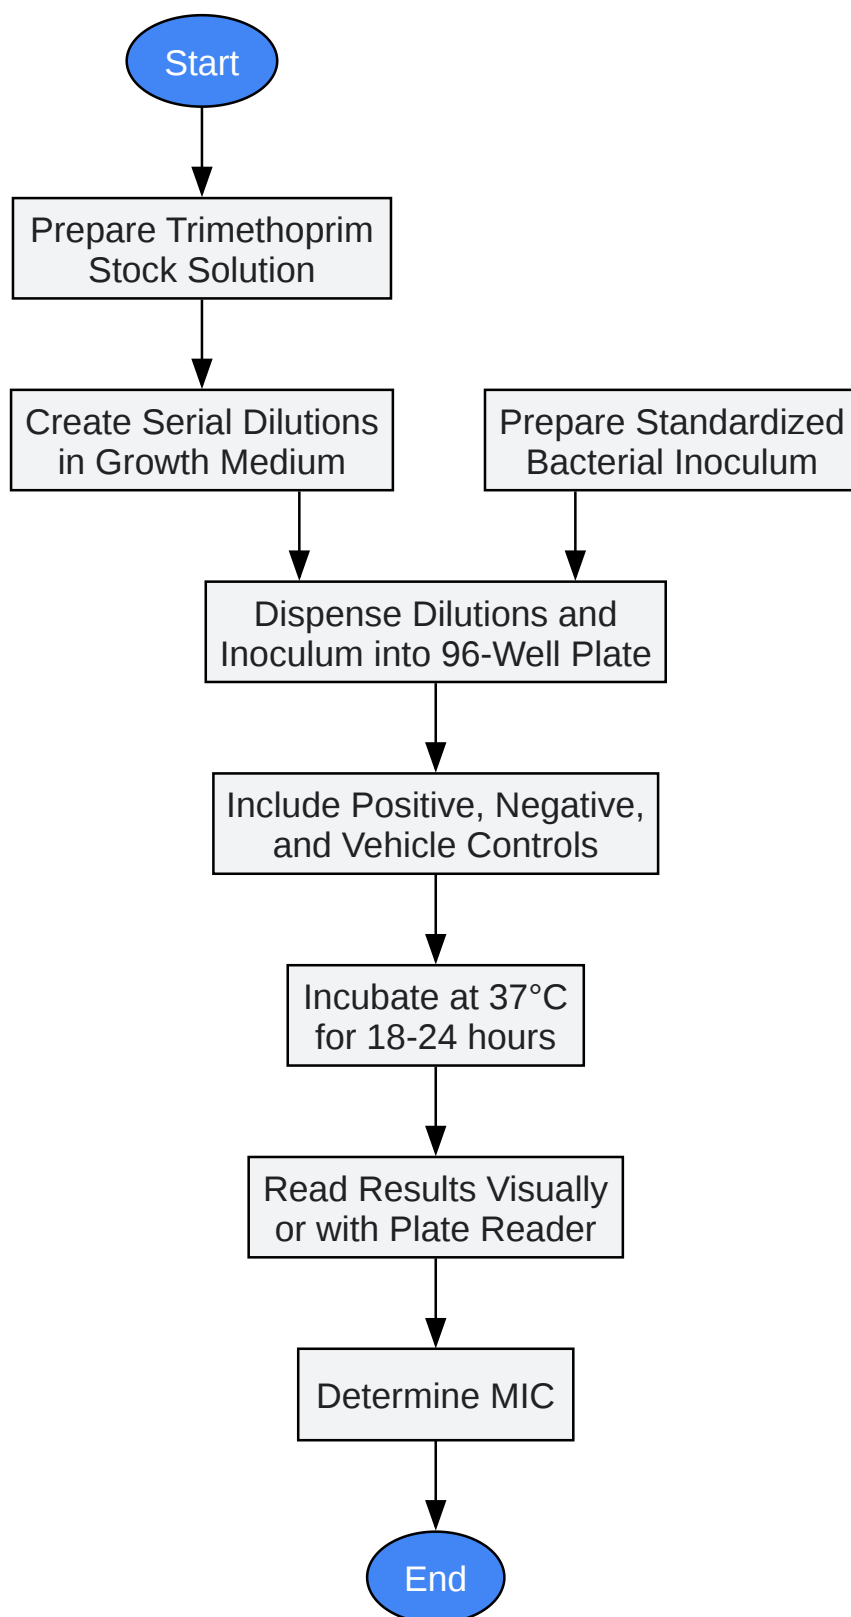 Start
Prepare Trimethoprim
Stock Solution
Create Serial Dilutions
in Growth Medium
Prepare Standardized
Bacterial Inoculum
Dispense Dilutions and
Inoculum into 96-Well Plate
Include Positive, Negative,
and Vehicle Controls
Incubate at 37°C
for 18-24 hours
Read Results Visually
or with Plate Reader
Determine MIC
End